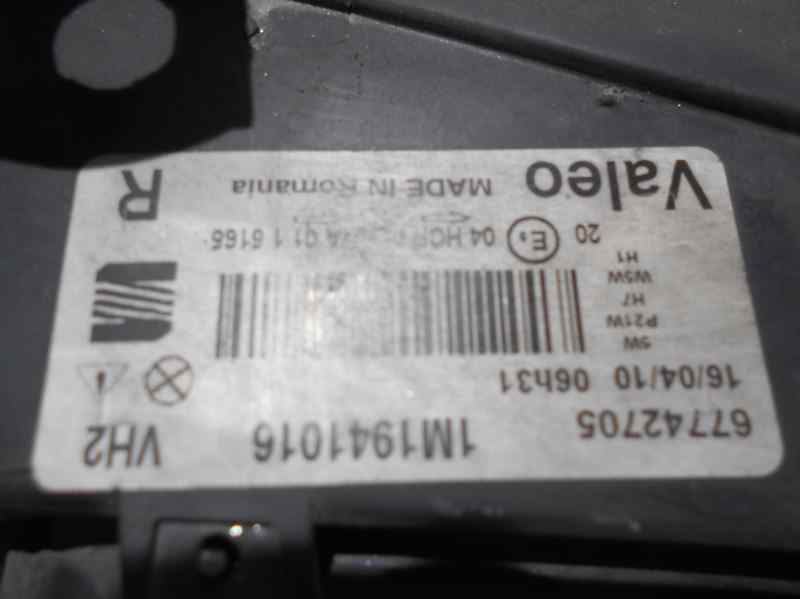 67742705 1M1941016 VH2
16/04/10 06h31
5W
P21W
H7
W5W
H1
20 E 04 HCR 01 1 6165
Valeo MADE IN Romania R